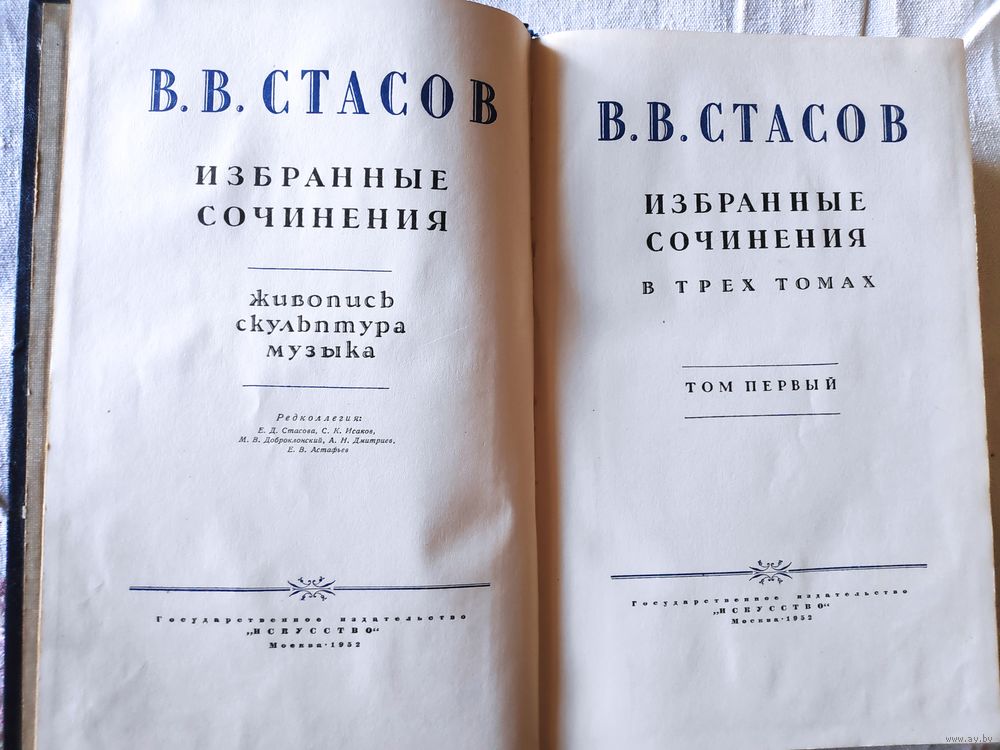 В. В. СТАСОВ
ИЗБРАННЫЕ
СОЧИНЕНИЯ
живопись
скульптура
музыка
Редколлегия:
Е. Д. Стасова, С. К. Исаков,
М. В. Доброклонский, А. Н. Дмитриев,
Е. В. Астафьев
Государственное издательство
„ИСКУССТВО“
Москва · 1952
В. В. СТАСОВ
ИЗБРАННЫЕ
СОЧИНЕНИЯ
В ТРЕХ ТОМАХ
ТОМ ПЕРВЫЙ
Государственное издательство
„ИСКУССТВО“
Москва · 1952
www.ay.by